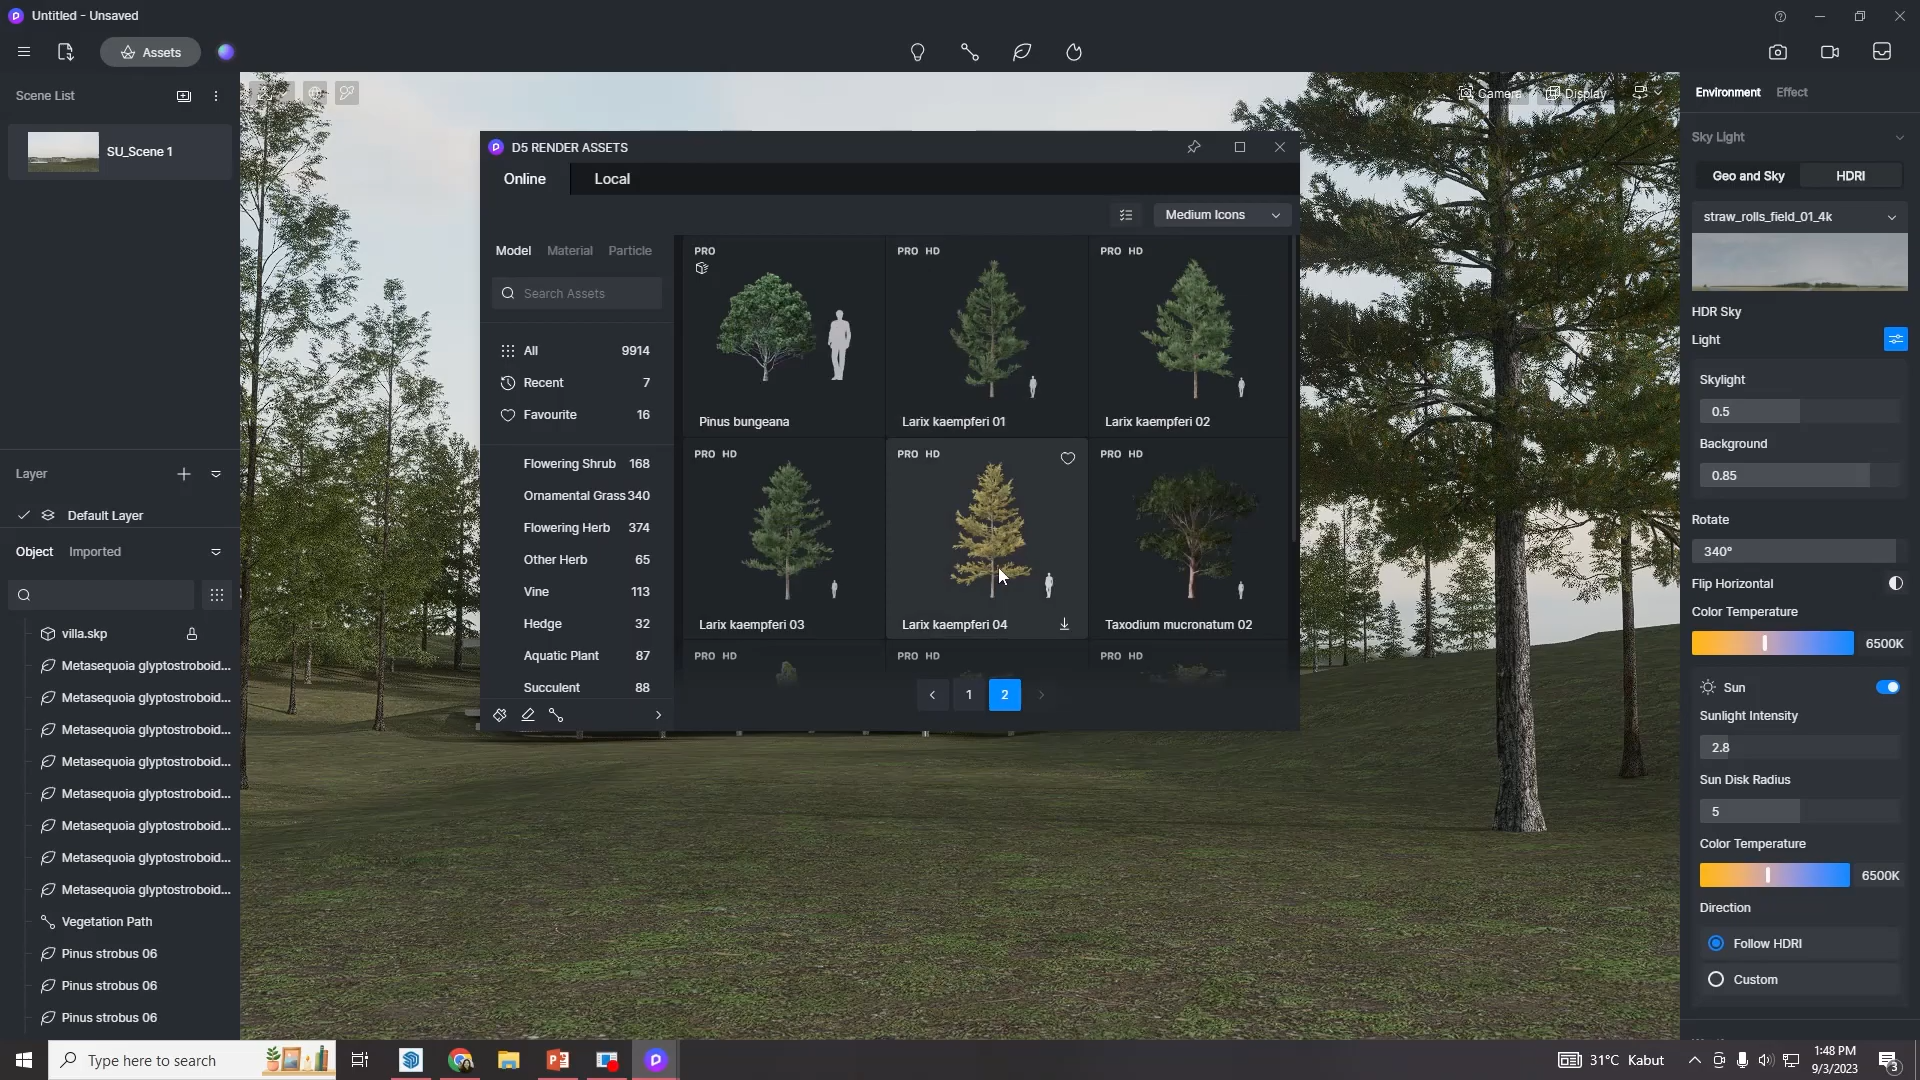 Untitled - Unsaved
Assets
Scene List
SU_Scene 1
Layer
Default Layer
Object Imported
villa.skp
Metasequoia glyptostroboid...
Metasequoia glyptostroboid...
Metasequoia glyptostroboid...
Metasequoia glyptostroboid...
Metasequoia glyptostroboid...
Metasequoia glyptostroboid...
Metasequoia glyptostroboid...
Metasequoia glyptostroboid...
Vegetation Path
Pinus strobus 06
Pinus strobus 06
Pinus strobus 06
Camera Display
D5 RENDER ASSETS
Online Local
Medium Icons
Model Material Particle
Search Assets
All 9914
Recent 7
Favourite 16
Flowering Shrub 168
Ornamental Grass 340
Flowering Herb 374
Other Herb 65
Vine 113
Hedge 32
Aquatic Plant 87
Succulent 88
PRO
PRO HD
PRO HD
Pinus bungeana
Larix kaempferi 01
Larix kaempferi 02
PRO HD
PRO HD
PRO HD
Larix kaempferi 03
Larix kaempferi 04
Taxodium mucronatum 02
PRO HD
PRO HD
PRO HD
1 2
Environment Effect
Sky Light
Geo and Sky HDRI
straw_rolls_field_01_4k
HDR Sky
Light
Skylight
0.5
Background
0.85
Rotate
340°
Flip Horizontal
Color Temperature
6500K
Sun
Sunlight Intensity
2.8
Sun Disk Radius
5
Color Temperature
6500K
Direction
Follow HDRI
Custom
Type here to search
31°C Kabut
1:48 PM
9/3/2023
3